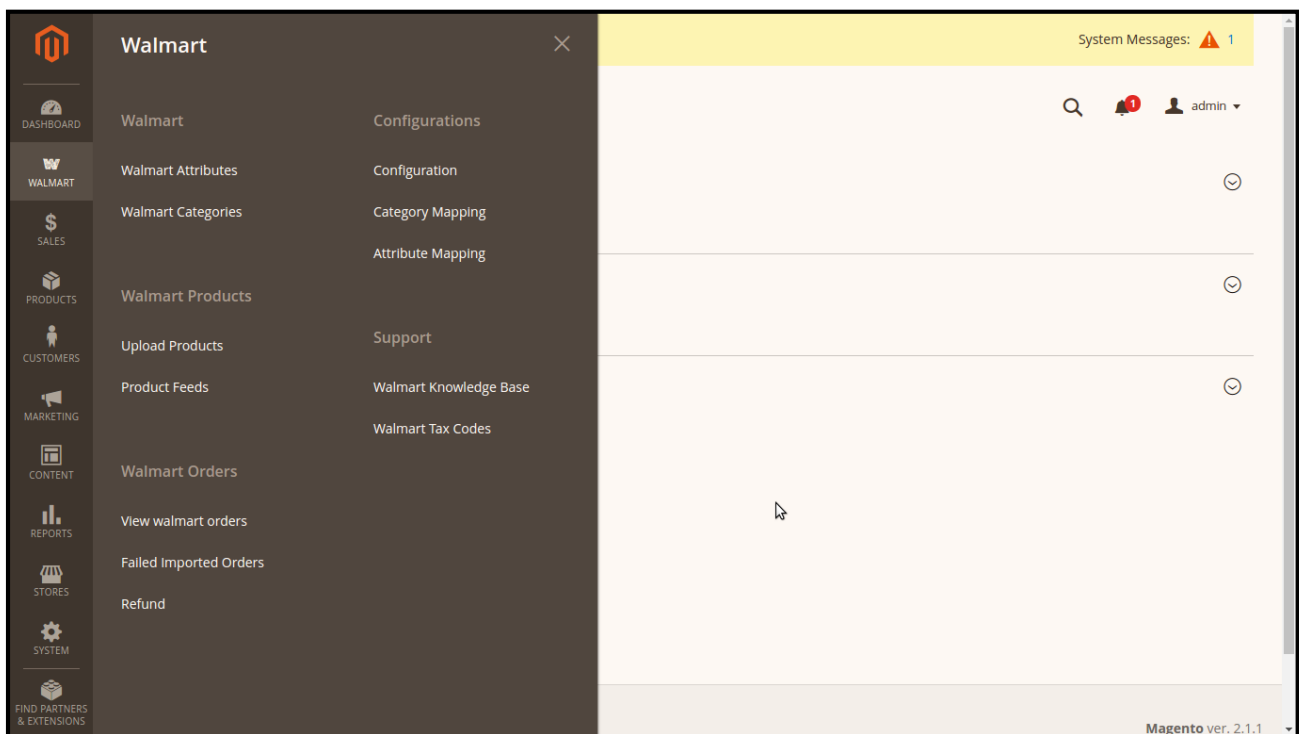 DASHBOARD
WALMART
SALES
PRODUCTS
CUSTOMERS
MARKETING
CONTENT
REPORTS
STORES
SYSTEM
FIND PARTNERS
& EXTENSIONS
Walmart
Walmart
Walmart Attributes
Walmart Categories
Walmart Products
Upload Products
Product Feeds
Walmart Orders
View walmart orders
Failed Imported Orders
Refund
Configurations
Configuration
Category Mapping
Attribute Mapping
Support
Walmart Knowledge Base
Walmart Tax Codes
System Messages: 1
1
admin
Magento ver. 2.1.1